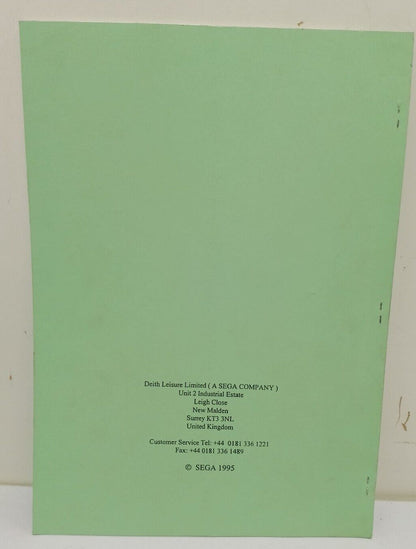 Deith Leisure Limited ( A SEGA COMPANY )
Unit 2 Industrial Estate
Leigh Close
New Malden
Surrey KT3 3NL
United Kingdom
Customer Service Tel: +44 0181 336 1221
Fax: +44 0181 336 1489
© SEGA 1995